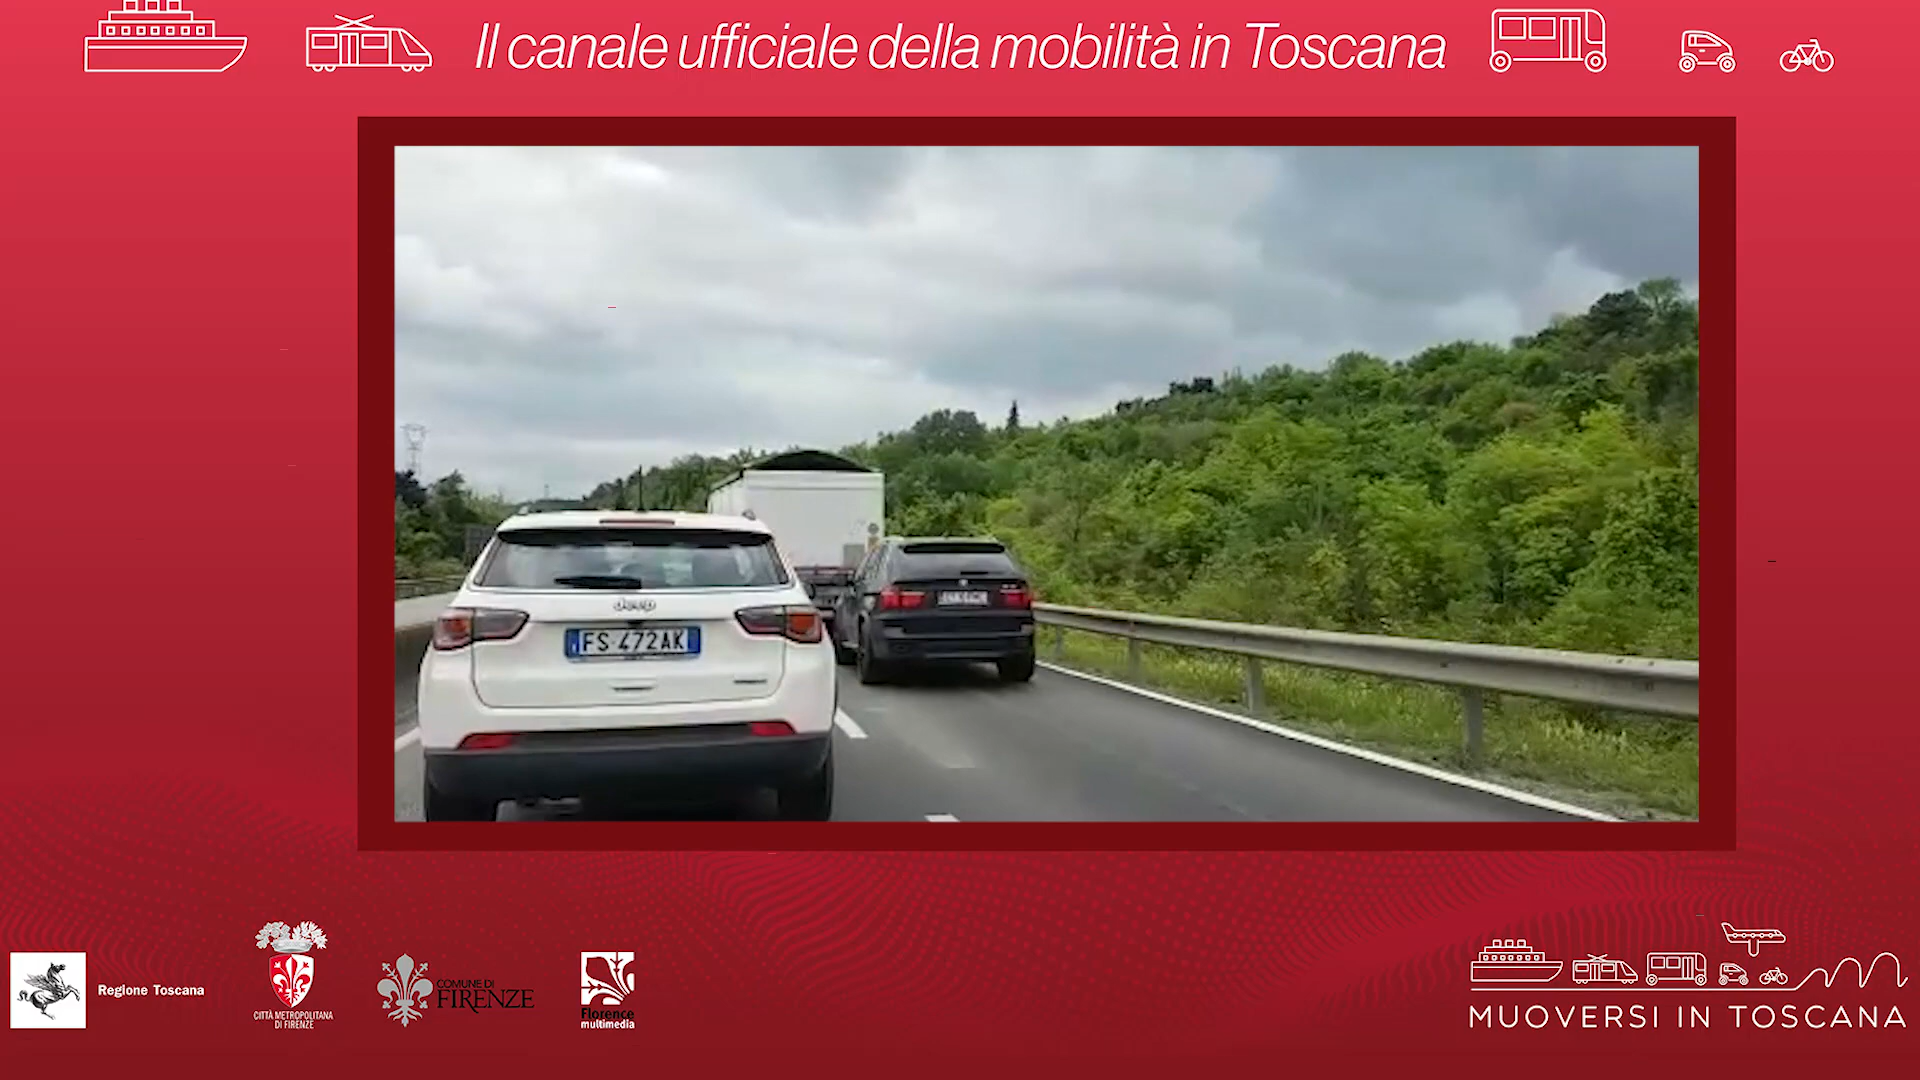 Il canale ufficiale della mobilità in Toscana
Jeep
FS 472AK
Regione Toscana
CITTÀ METROPOLITANA
DI FIRENZE
COMUNE DI
FIRENZE
Florence
multimedia
MUOVERSI IN TOSCANA